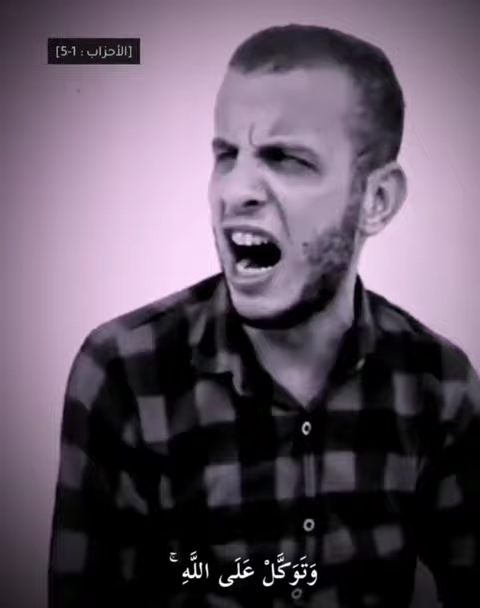 [الأحزاب : 1-5]
وَتَوَكَّلْ عَلَى اللَّهِ ۚ